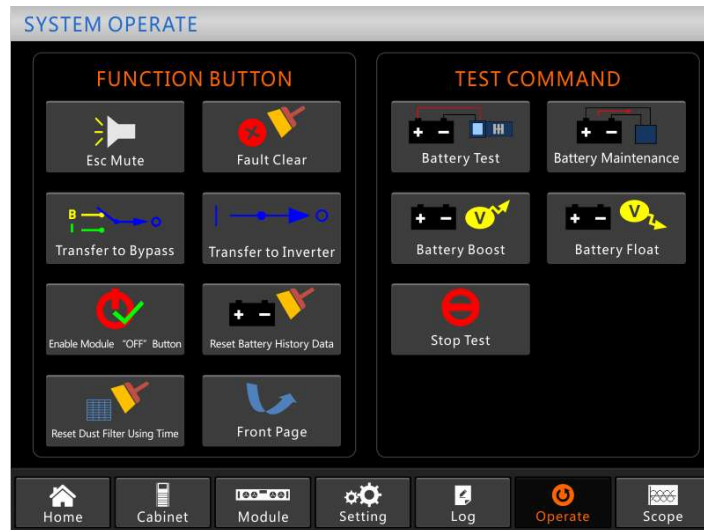 SYSTEM OPERATE
FUNCTION BUTTON
Esc Mute
Fault Clear
B
I
Transfer to Bypass
Transfer to Inverter
Enable Module “OFF” Button
Reset Battery History Data
Reset Dust Filter Using Time
Front Page
TEST COMMAND
Battery Test
Battery Maintenance
V
Battery Boost
V
Battery Float
Stop Test
Home
Cabinet
Module
Setting
Log
Operate
Scope